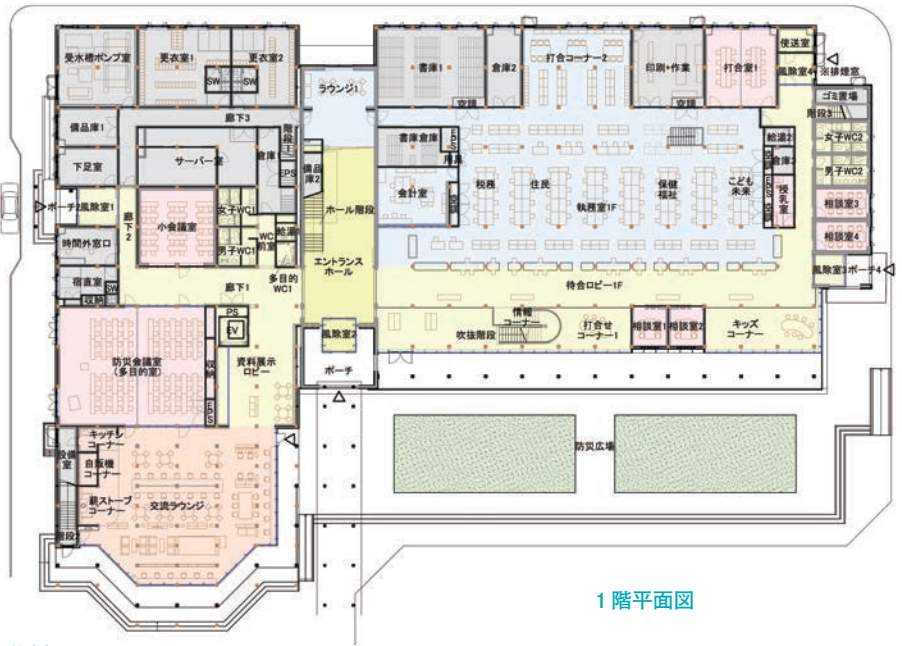 受水槽ポンプ室
更衣室1
更衣室2
SW
SW
ラウンジ1
書庫1
倉庫2
打合コーナー2
印刷・作業
打合室1
使送室
風除室4
※排煙窓
空調
空調
ゴミ置場
階段3
備品庫1
廊下3
階段1
倉庫1
EPS
サーバー室
下足室
備品庫2
書庫倉庫
EPS
用具
給湯2
倉庫3
女子WC2
男子WC2
ポーチ2
風除室1
廊下2
小会議室
女子WC1
男子WC1
WC前室
給湯
ホール階段
会計室
空調
税務
住民
執務室1F
保健福祉
こども未来
空調
授乳室
相談室3
相談室4
時間外窓口
宿直室
SW
収納
廊下1
多目的WC1
エントランスホール
待合ロビー1F
風除室3
ポーチ4
PS
EV
風除室2
ポーチ
情報コーナー
吹抜階段
打合せコーナー1
相談室1
相談室2
キッズコーナー
防災会議室
(多目的室)
収納
EPS
資料展示ロビー
キッチンコーナー
設備室
自販機コーナー
薪ストーブコーナー
階段2
交流ラウンジ
防災広場
1階平面図